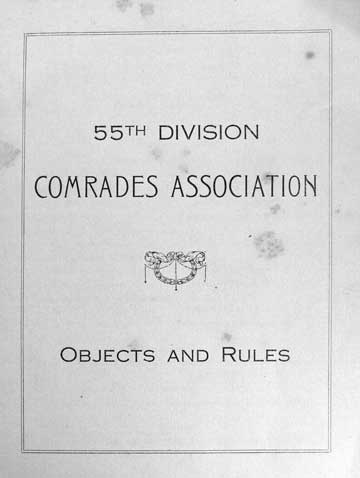 55TH DIVISION
COMRADES ASSOCIATION
OBJECTS AND RULES